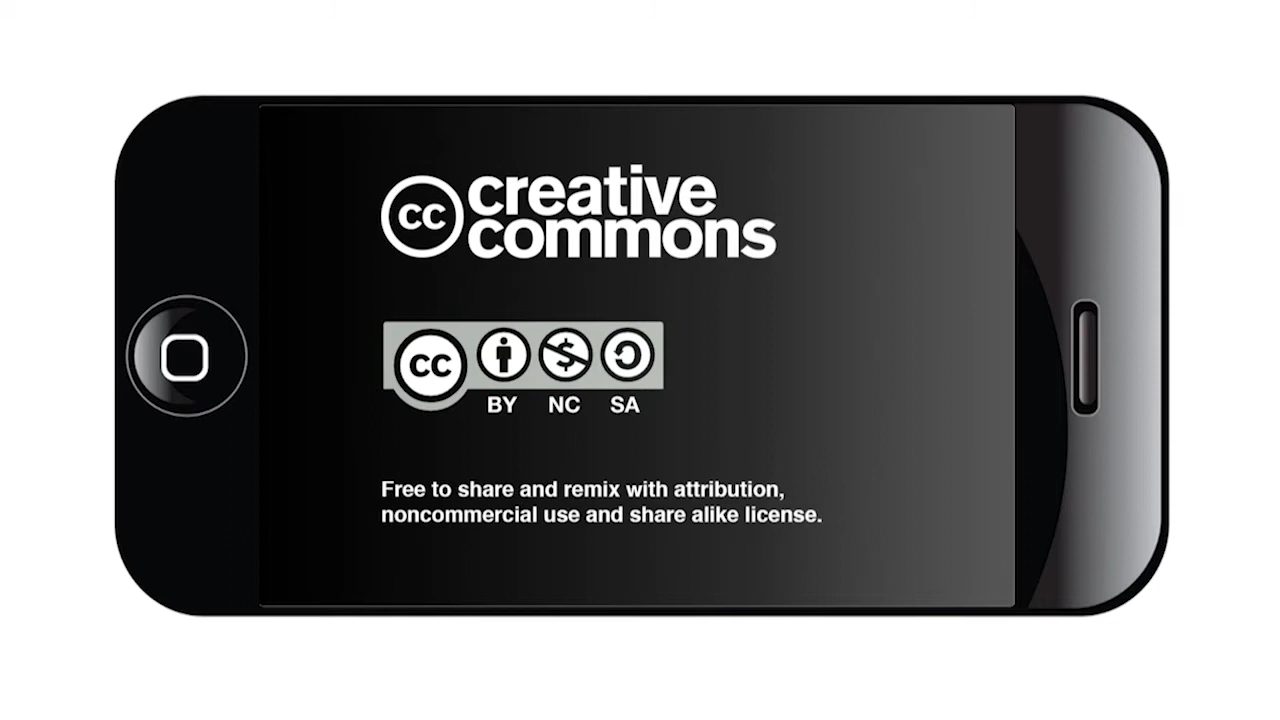 cc creative
commons
cc
BY NC SA
Free to share and remix with attribution,
noncommercial use and share alike license.